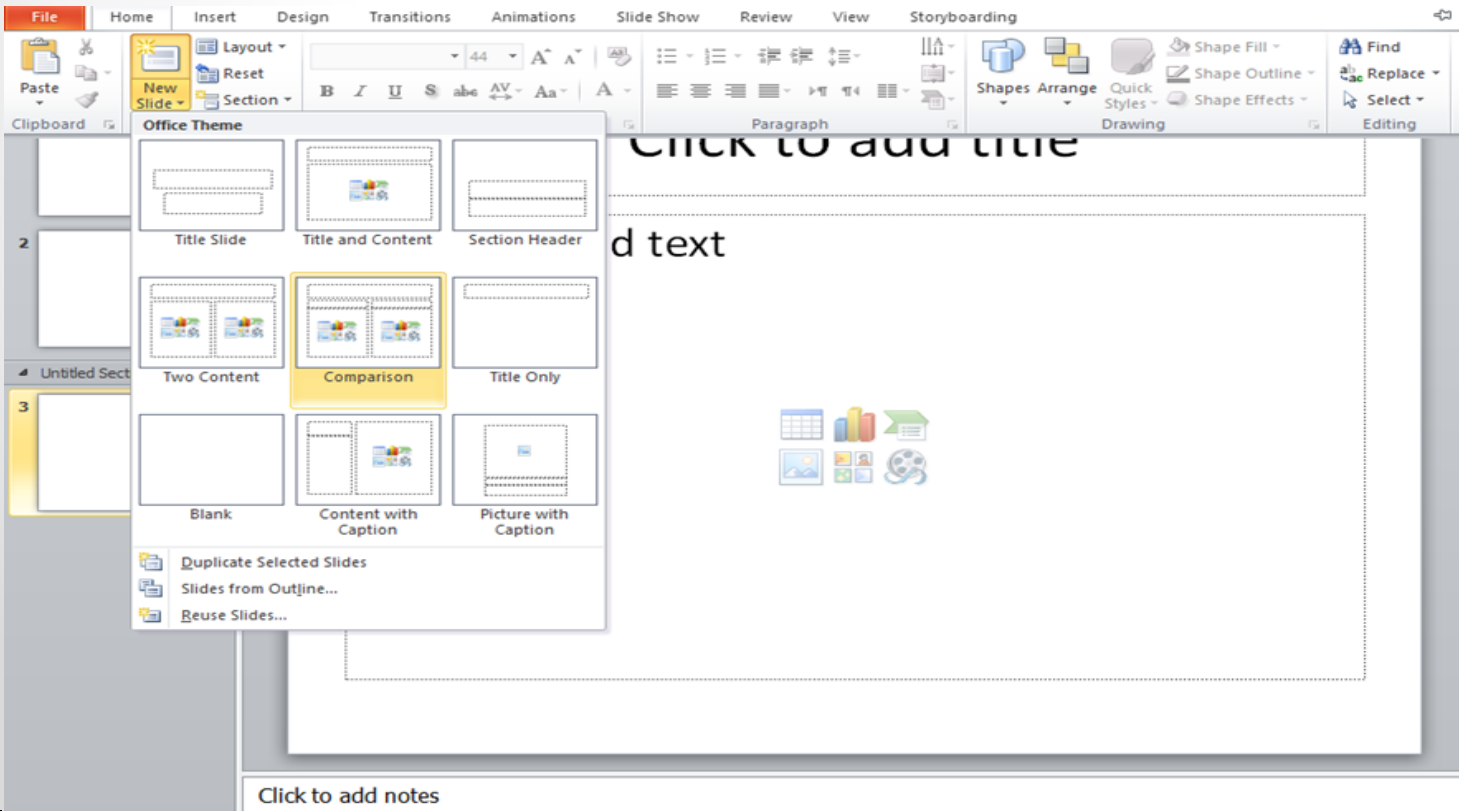 File Home Insert Design Transitions Animations Slide Show Review View Storyboarding
Paste
Clipboard
New Slide
Layout
Reset
Section
44
B I U S abc AV Aa A
Paragraph
Shapes Arrange Quick Styles
Shape Fill
Shape Outline
Shape Effects
Drawing
Find
Replace
Select
Editing
Office Theme
Title Slide Title and Content Section Header
Two Content Comparison Title Only
Blank Content with Caption Picture with Caption
Duplicate Selected Slides
Slides from Outline...
Reuse Slides...
2
Untitled Sect
3
Click to add title
d text
Click to add notes